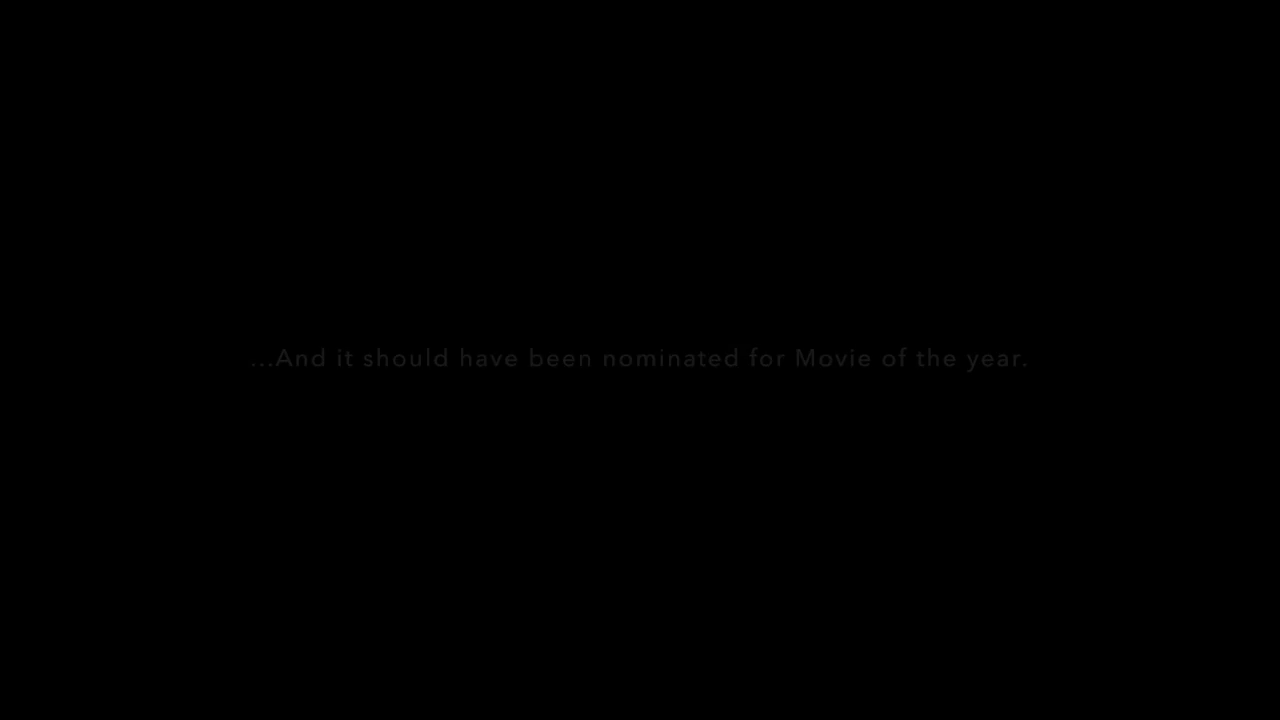 ...And it should have been nominated for Movie of the year.